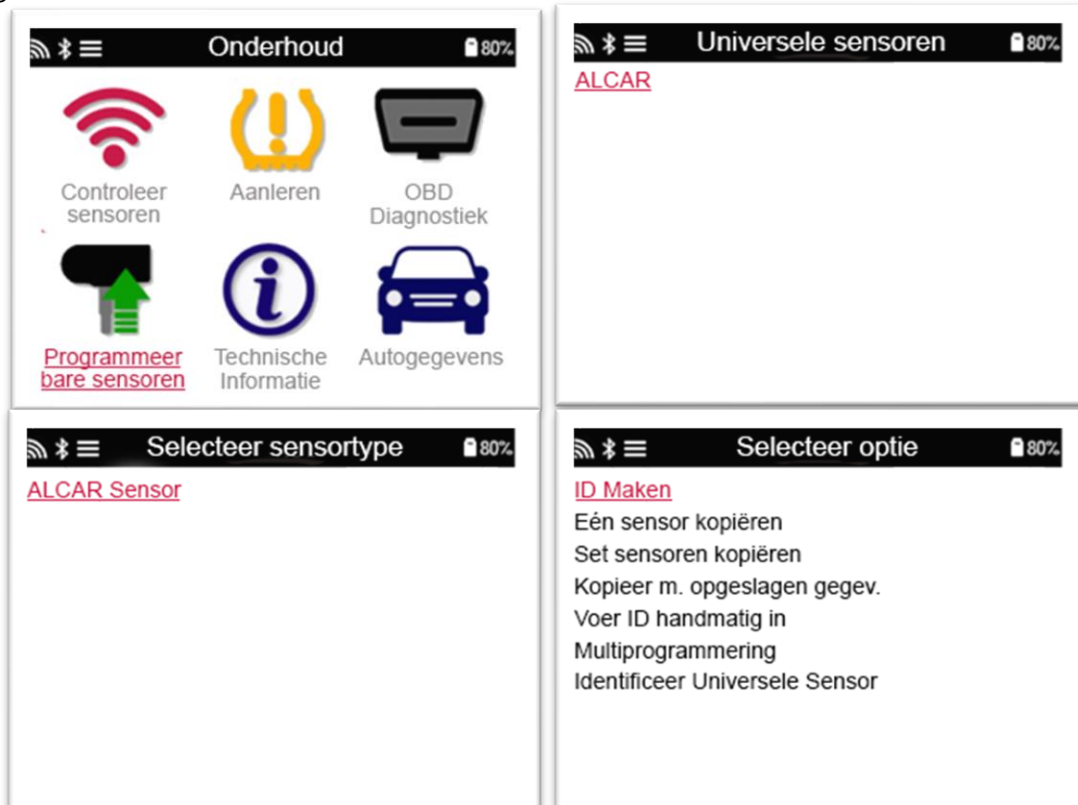 Onderhoud 80%
Controleer
sensoren
Aanleren
OBD
Diagnostiek
Programmeer
bare sensoren
Technische
Informatie
Autogegevens
Universele sensoren 80%
ALCAR
Selecteer sensortype 80%
ALCAR Sensor
Selecteer optie 80%
ID Maken
Eén sensor kopiëren
Set sensoren kopiëren
Kopieer m. opgeslagen gegev.
Voer ID handmatig in
Multiprogrammering
Identificeer Universele Sensor